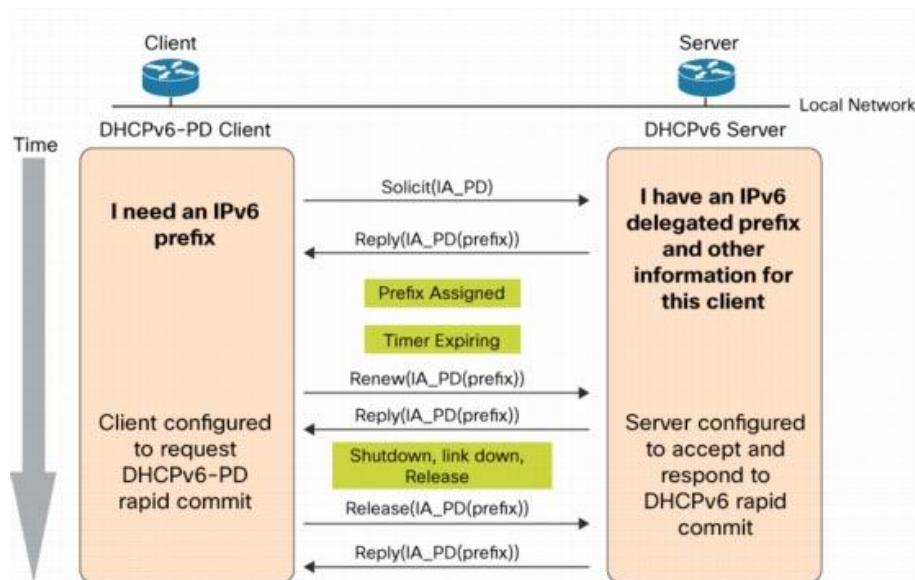 Client
Server
Local Network
DHCPv6-PD Client
DHCPv6 Server
Time
I need an IPv6
prefix
Solicit(IA_PD)
Reply(IA_PD(prefix))
Prefix Assigned
Timer Expiring
Renew(IA_PD(prefix))
Reply(IA_PD(prefix))
Shutdown, link down,
Release
Release(IA_PD(prefix))
Reply(IA_PD(prefix))
Client configured
to request
DHCPv6-PD
rapid commit
I have an IPv6
delegated prefix
and other
information for
this client
Server configured
to accept and
respond to
DHCPv6 rapid
commit